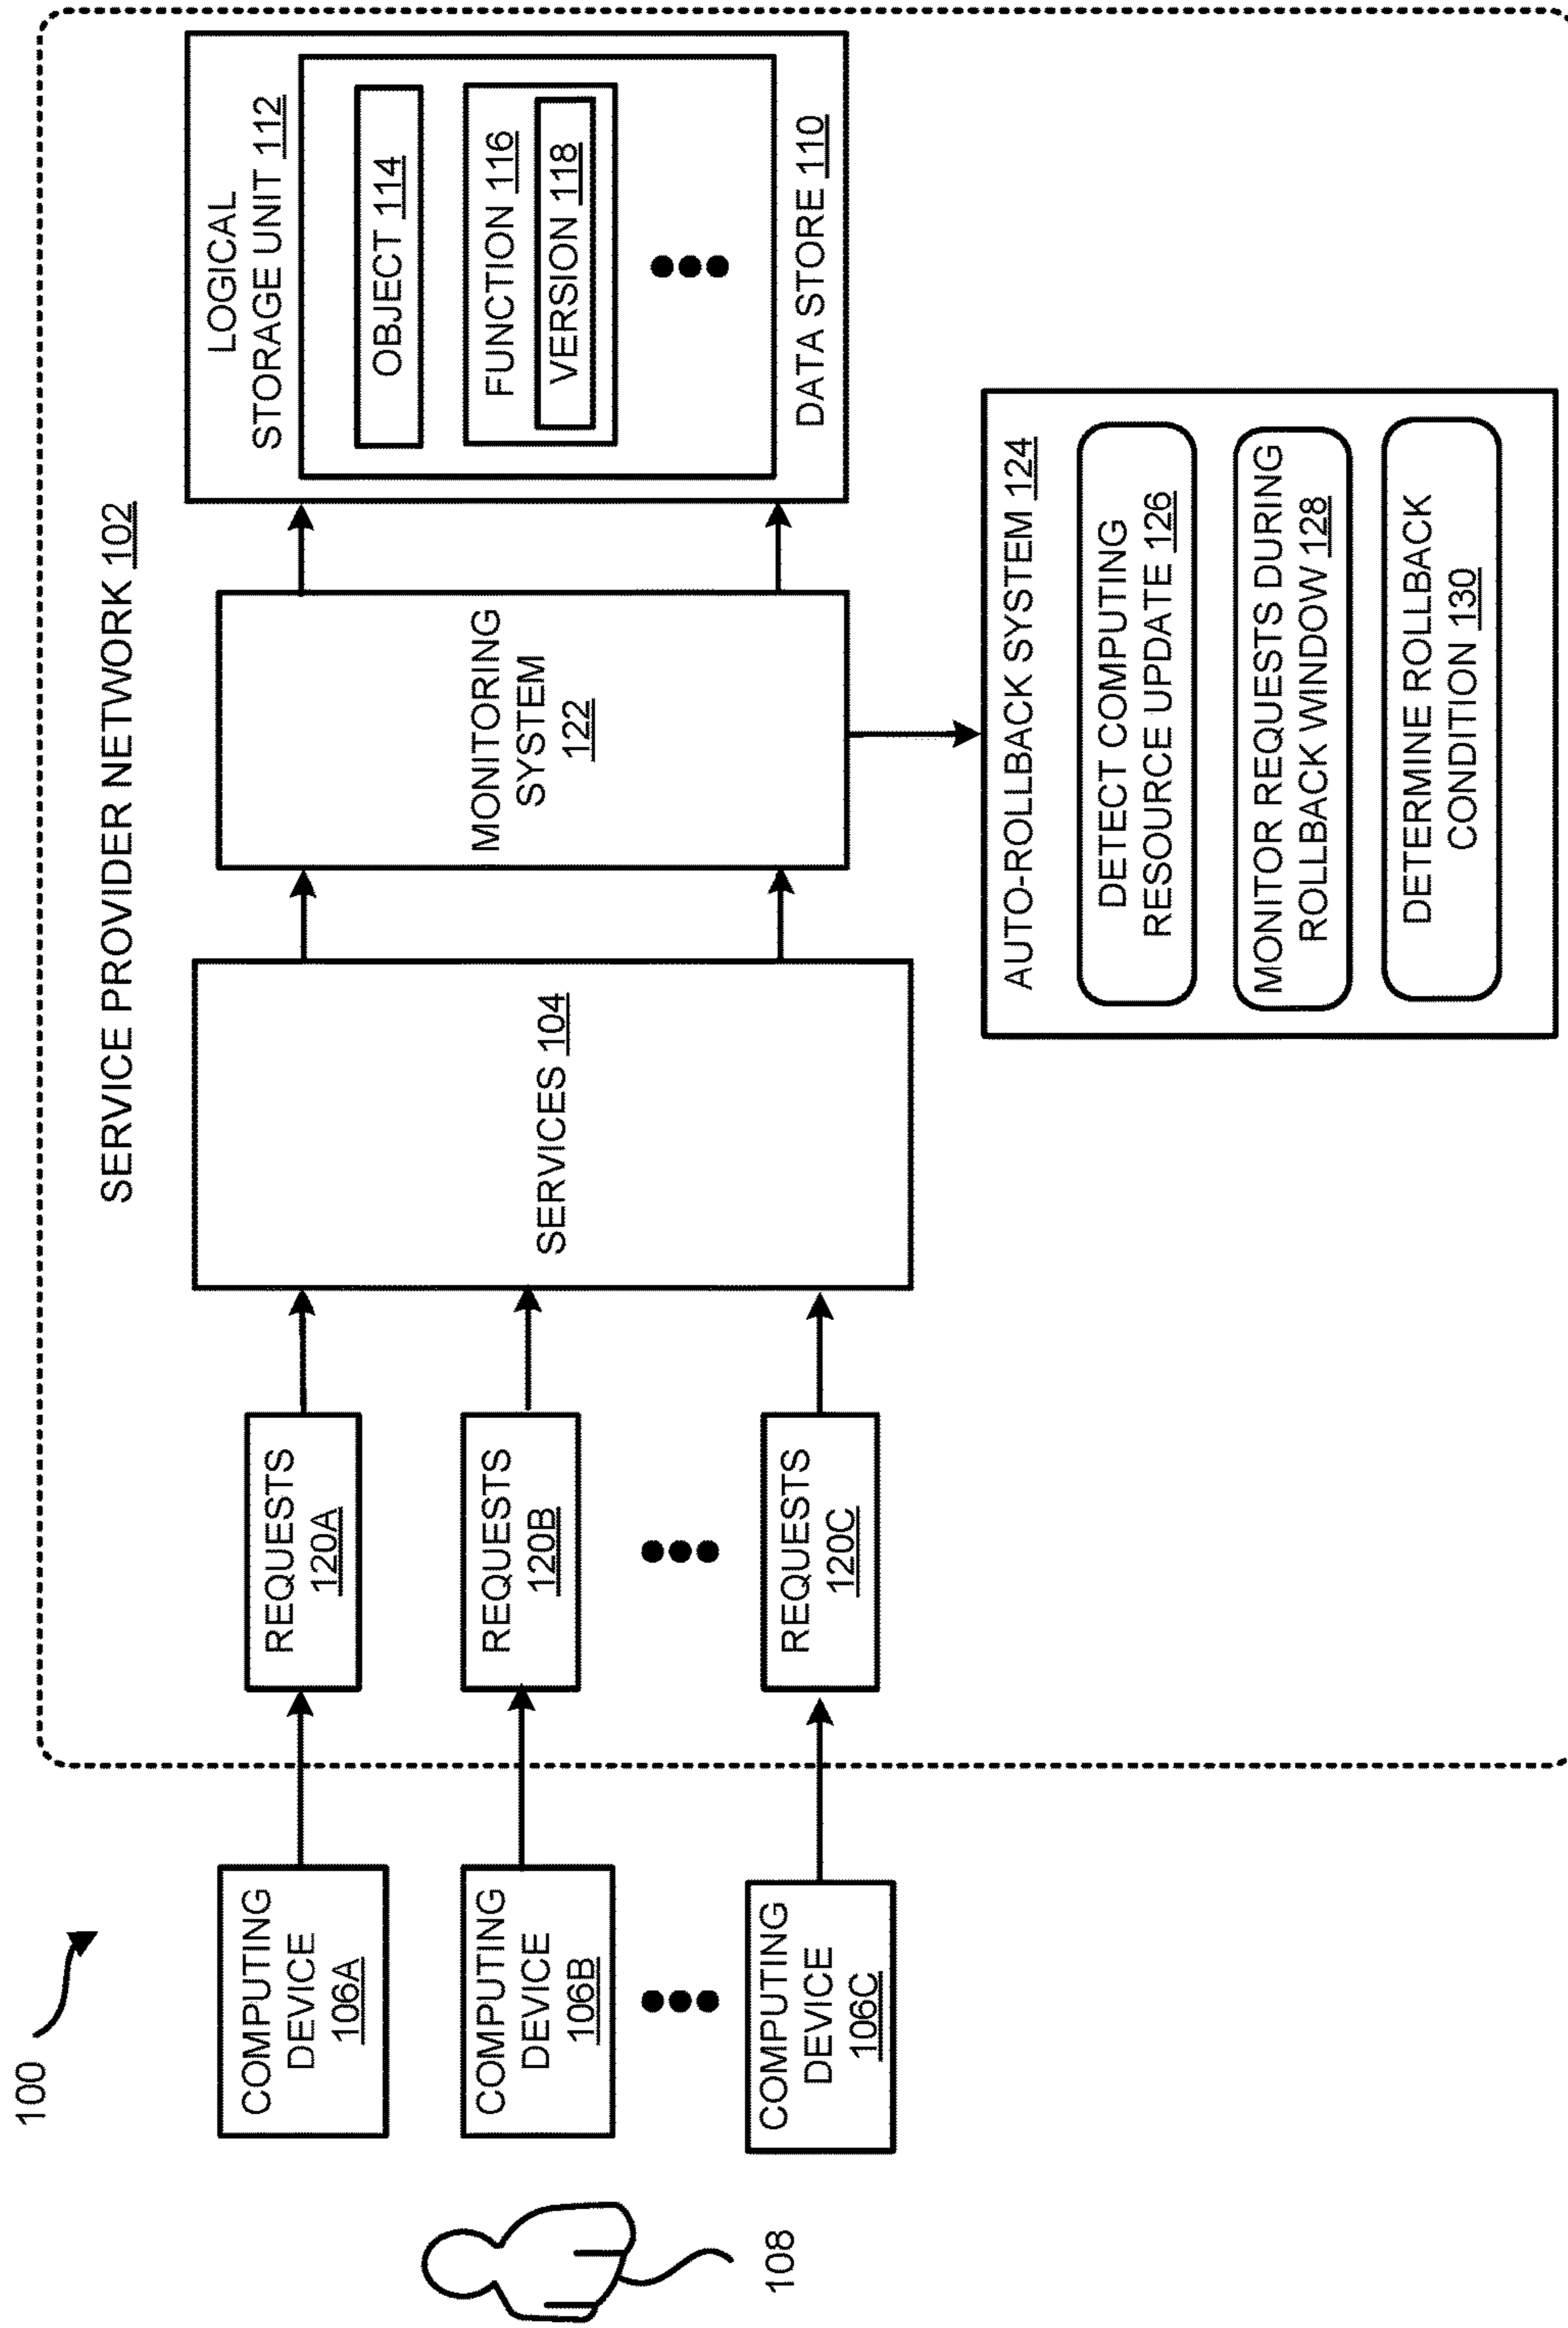 100
SERVICE PROVIDER NETWORK 102
COMPUTING
DEVICE
106A
COMPUTING
DEVICE
106B
COMPUTING
DEVICE
106C
108
REQUESTS
120A
REQUESTS
120B
REQUESTS
120C
SERVICES 104
MONITORING
SYSTEM
122
LOGICAL
STORAGE UNIT 112
OBJECT 114
FUNCTION 116
VERSION 118
DATA STORE 110
AUTO-ROLLBACK SYSTEM 124
DETECT COMPUTING
RESOURCE UPDATE 126
MONITOR REQUESTS DURING
ROLLBACK WINDOW 128
DETERMINE ROLLBACK
CONDITION 130